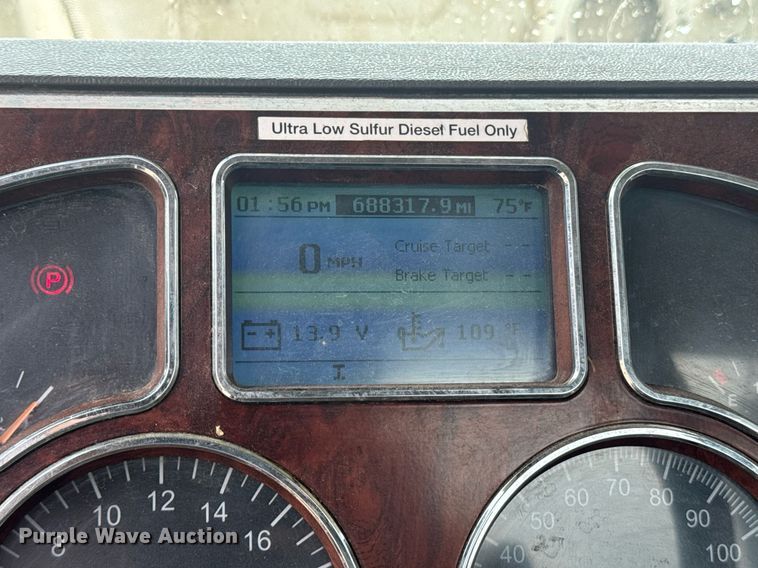 Ultra Low Sulfur Diesel Fuel Only
01:56 PM 688317.9 MI 75°F
0 MPH
Cruise Target --
Brake Target --
13.9 V 109 °F
I
P
E
8 10 12 14 16
40 50 60 70 80 90 100
Purple Wave Auction